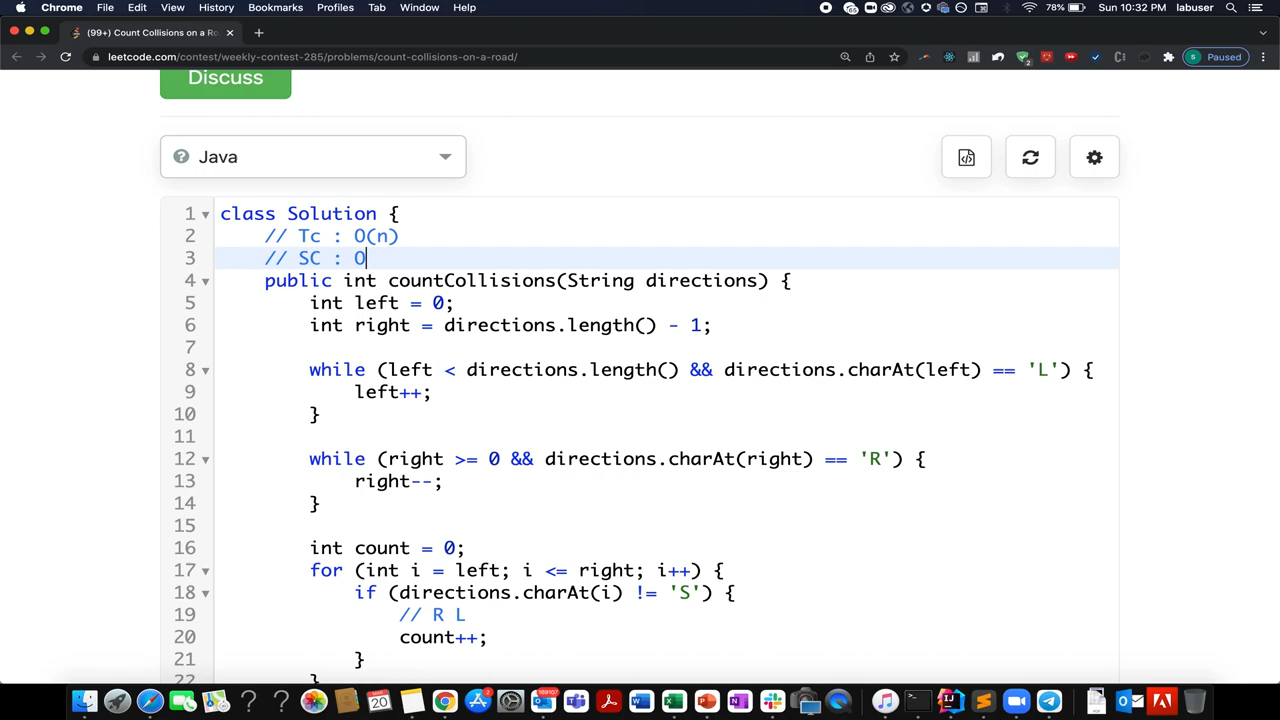 Chrome File Edit View History Bookmarks Profiles Tab Window Help 78% Sun 10:32 PM labuser
(99+) Count Collisions on a Ro
leetcode.com/contest/weekly-contest-285/problems/count-collisions-on-a-road/ 2 S Paused
Discuss
Java
1 class Solution {
2 // Tc : O(n)
3 // SC : O
4 public int countCollisions(String directions) {
5 int left = 0;
6 int right = directions.length() - 1;
7
8 while (left < directions.length() && directions.charAt(left) == 'L') {
9 left++;
10 }
11
12 while (right >= 0 && directions.charAt(right) == 'R') {
13 right--;
14 }
15
16 int count = 0;
17 for (int i = left; i <= right; i++) {
18 if (directions.charAt(i) != 'S') {
19 // R L
20 count++;
21 }
22 }
MAR
20
2